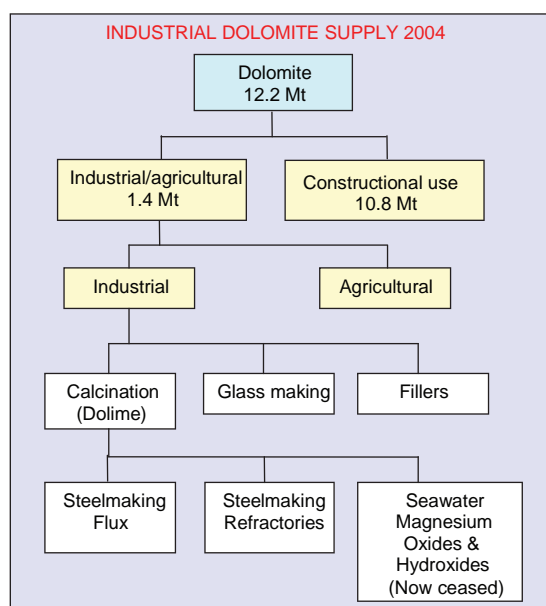 INDUSTRIAL DOLOMITE SUPPLY 2004
Dolomite
12.2 Mt
Industrial/agricultural
1.4 Mt
Constructional use
10.8 Mt
Industrial
Agricultural
Calcination
(Dolime)
Glass making
Fillers
Steelmaking
Flux
Steelmaking
Refractories
Seawater
Magnesium
Oxides &
Hydroxides
(Now ceased)